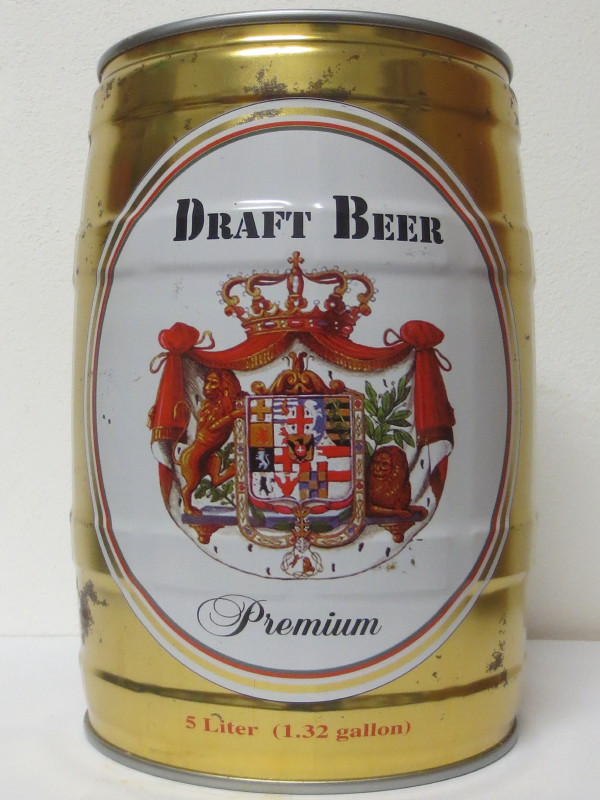 DRAFT BEER
Premium
5 Liter (1.32 gallon)